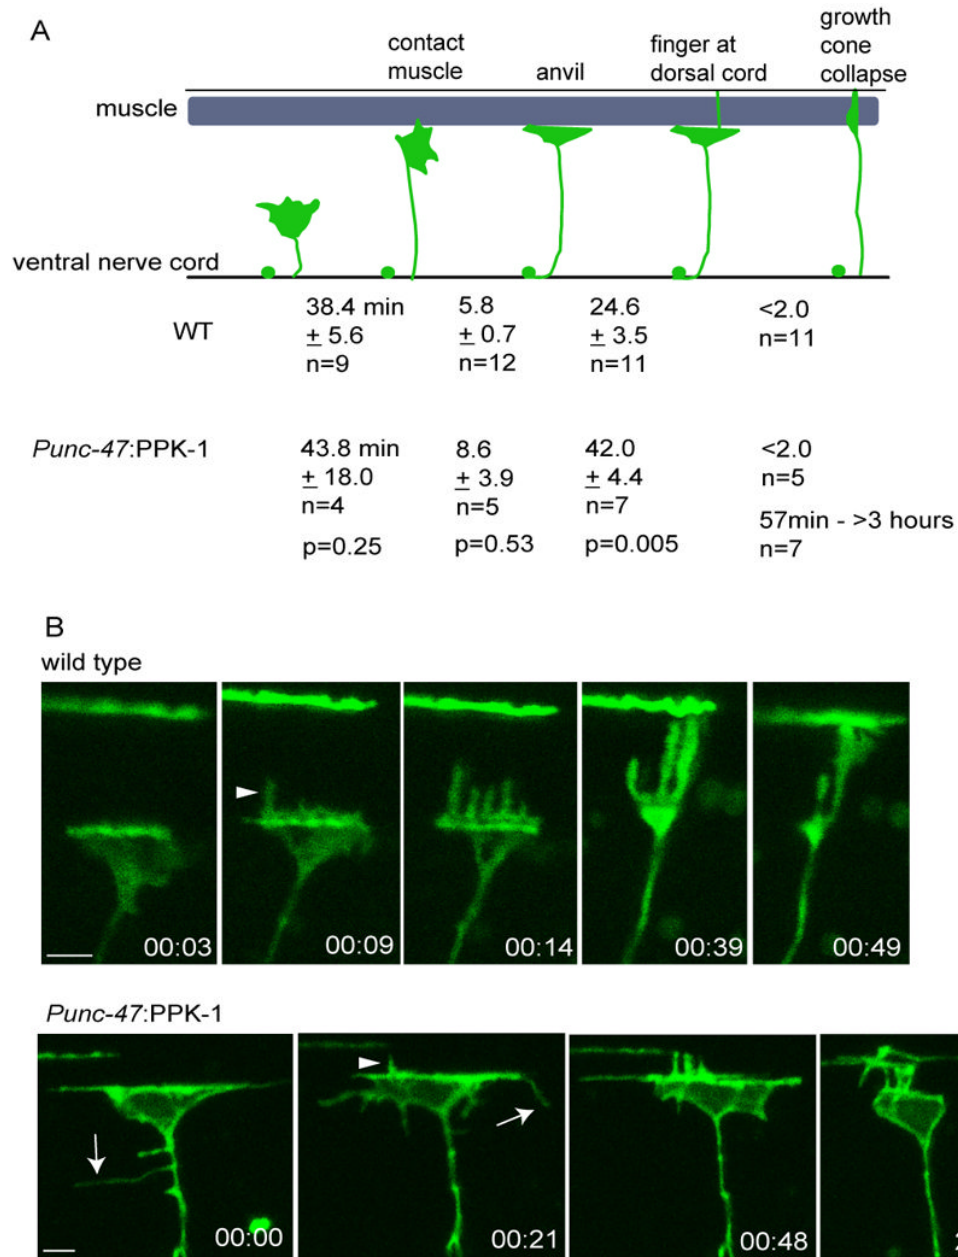 A
contact
muscle
anvil
finger at
dorsal cord
growth
cone
collapse
muscle
ventral nerve cord
WT
38.4 min
± 5.6
n=9
5.8
± 0.7
n=12
24.6
± 3.5
n=11
<2.0
n=11
Punc-47:PPK-1
43.8 min
± 18.0
n=4
p=0.25
8.6
± 3.9
n=5
p=0.53
42.0
± 4.4
n=7
p=0.005
<2.0
n=5
57min - >3 hours
n=7
B
wild type
00:03
00:09
00:14
00:39
00:49
Punc-47:PPK-1
00:00
00:21
00:48